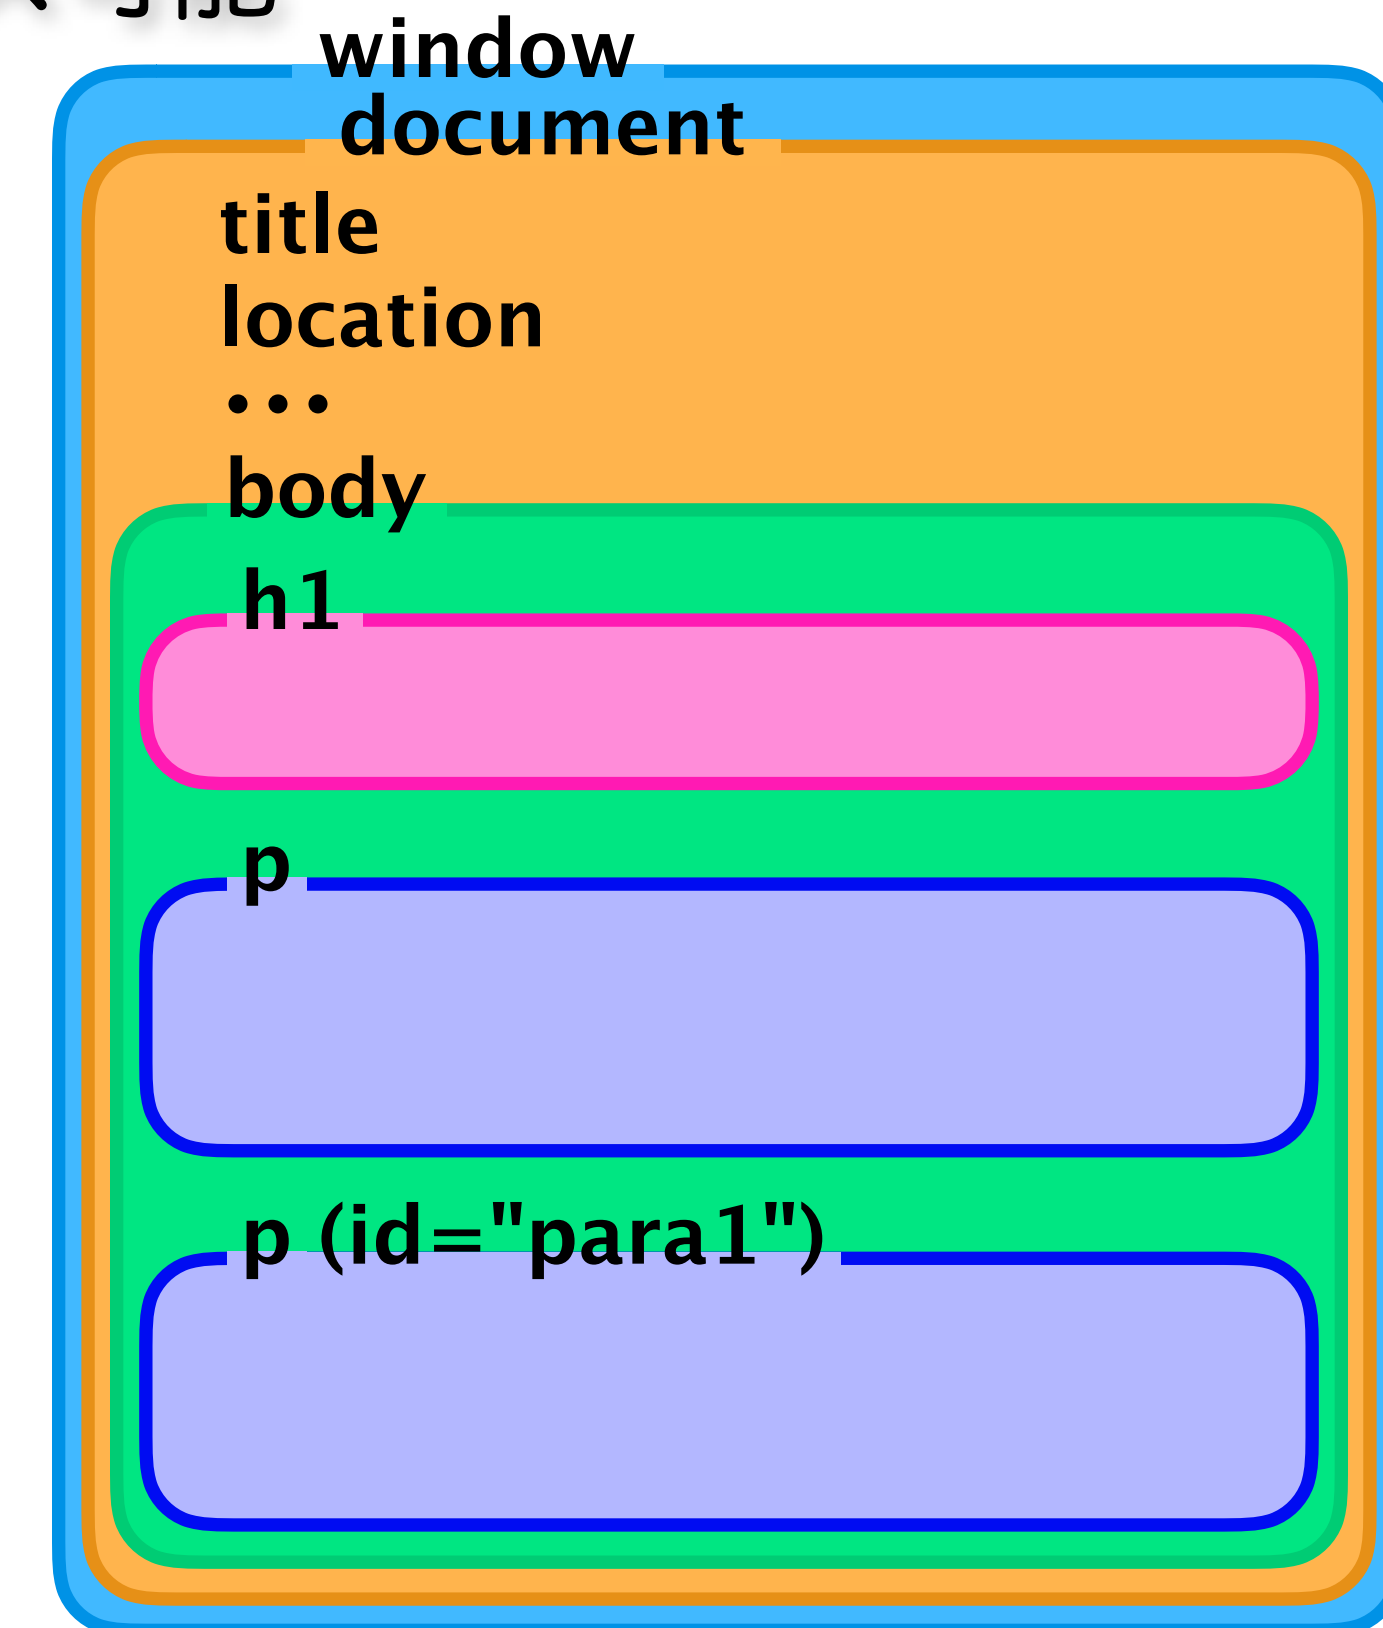 window
document
title
location
•••
body
h1
p
p (id="para1")